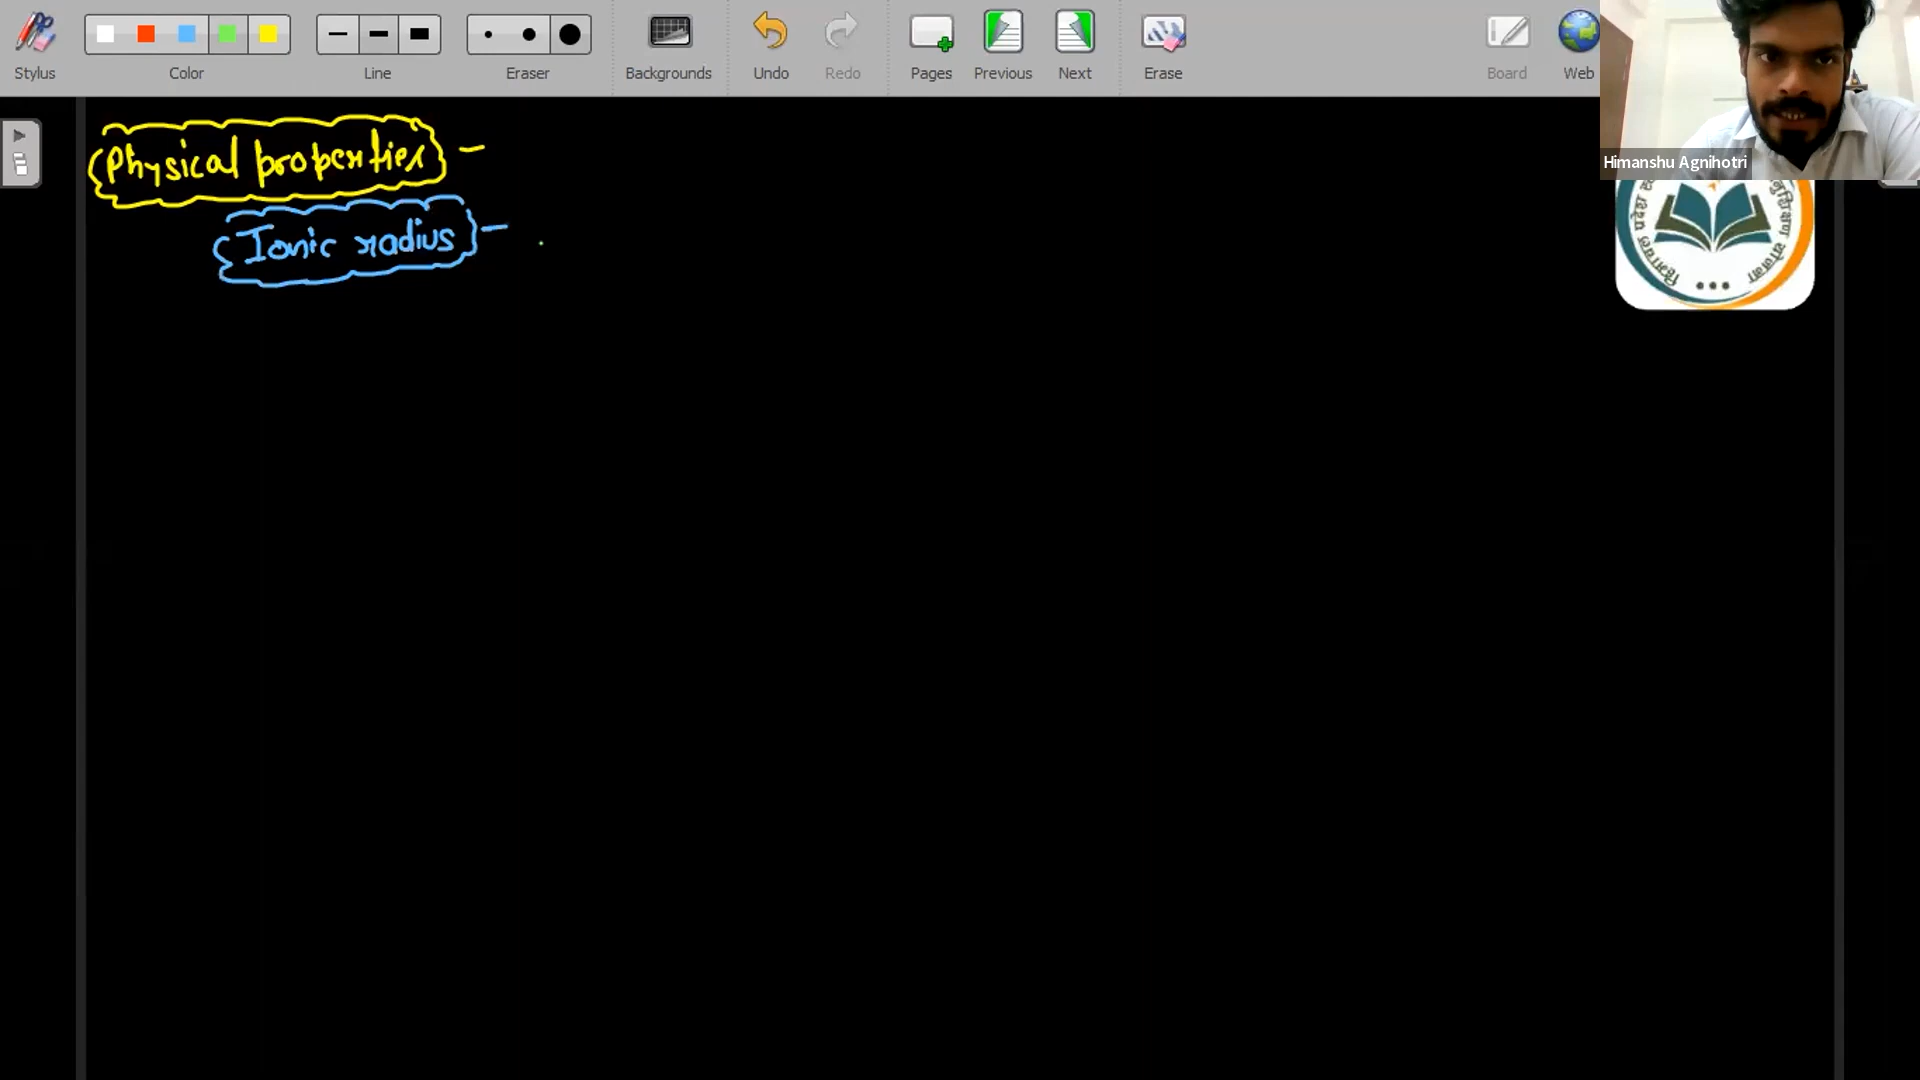 Stylus
Color
Line
Eraser
Backgrounds
Undo
Redo
Pages
Previous
Next
Erase
Board
Web
Himanshu Agnihotri
Physical properties -
Ionic radius -